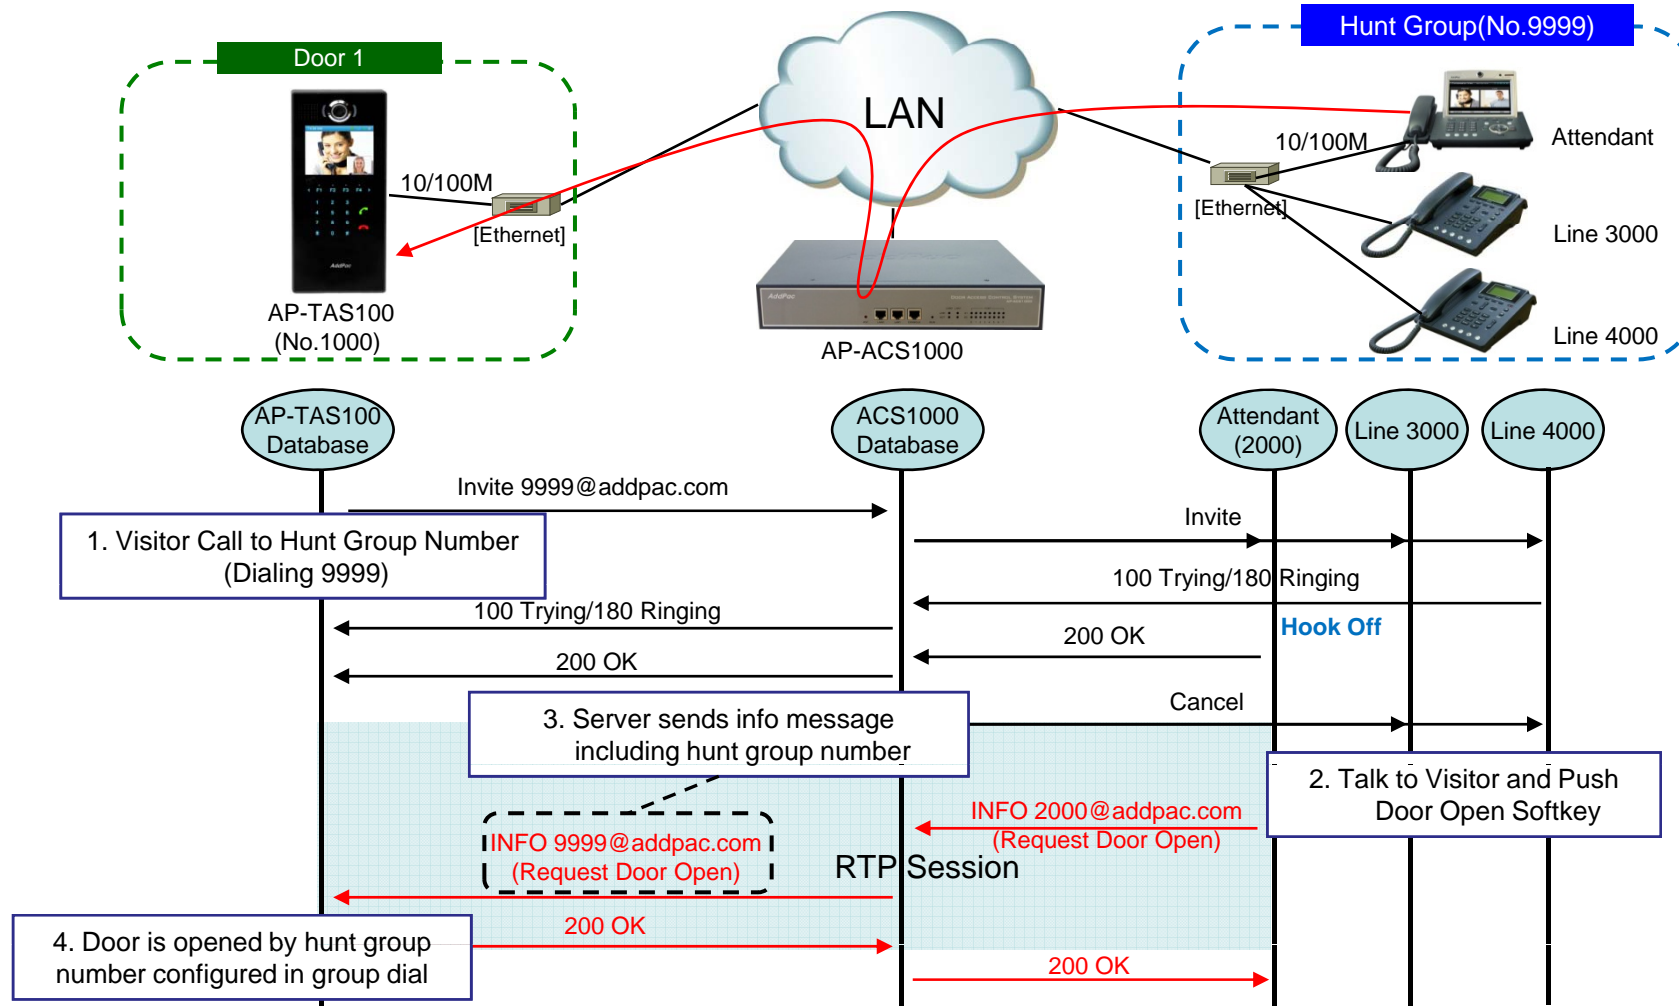 Door 1
Hunt Group(No.9999)
LAN
10/100M
[Ethernet]
AddPac
AP-TAS100
(No.1000)
AddPac
AP-ACS1000
10/100M
[Ethernet]
Attendant
Line 3000
Line 4000
AP-TAS100
Database
ACS1000
Database
Attendant
(2000)
Line 3000
Line 4000
Invite 9999@addpac.com
Invite
1. Visitor Call to Hunt Group Number
(Dialing 9999)
100 Trying/180 Ringing
100 Trying/180 Ringing
Hook Off
200 OK
200 OK
Cancel
3. Server sends info message
including hunt group number
2. Talk to Visitor and Push
Door Open Softkey
INFO 2000@addpac.com
(Request Door Open)
INFO 9999@addpac.com
(Request Door Open)
RTP Session
200 OK
4. Door is opened by hunt group
number configured in group dial
200 OK